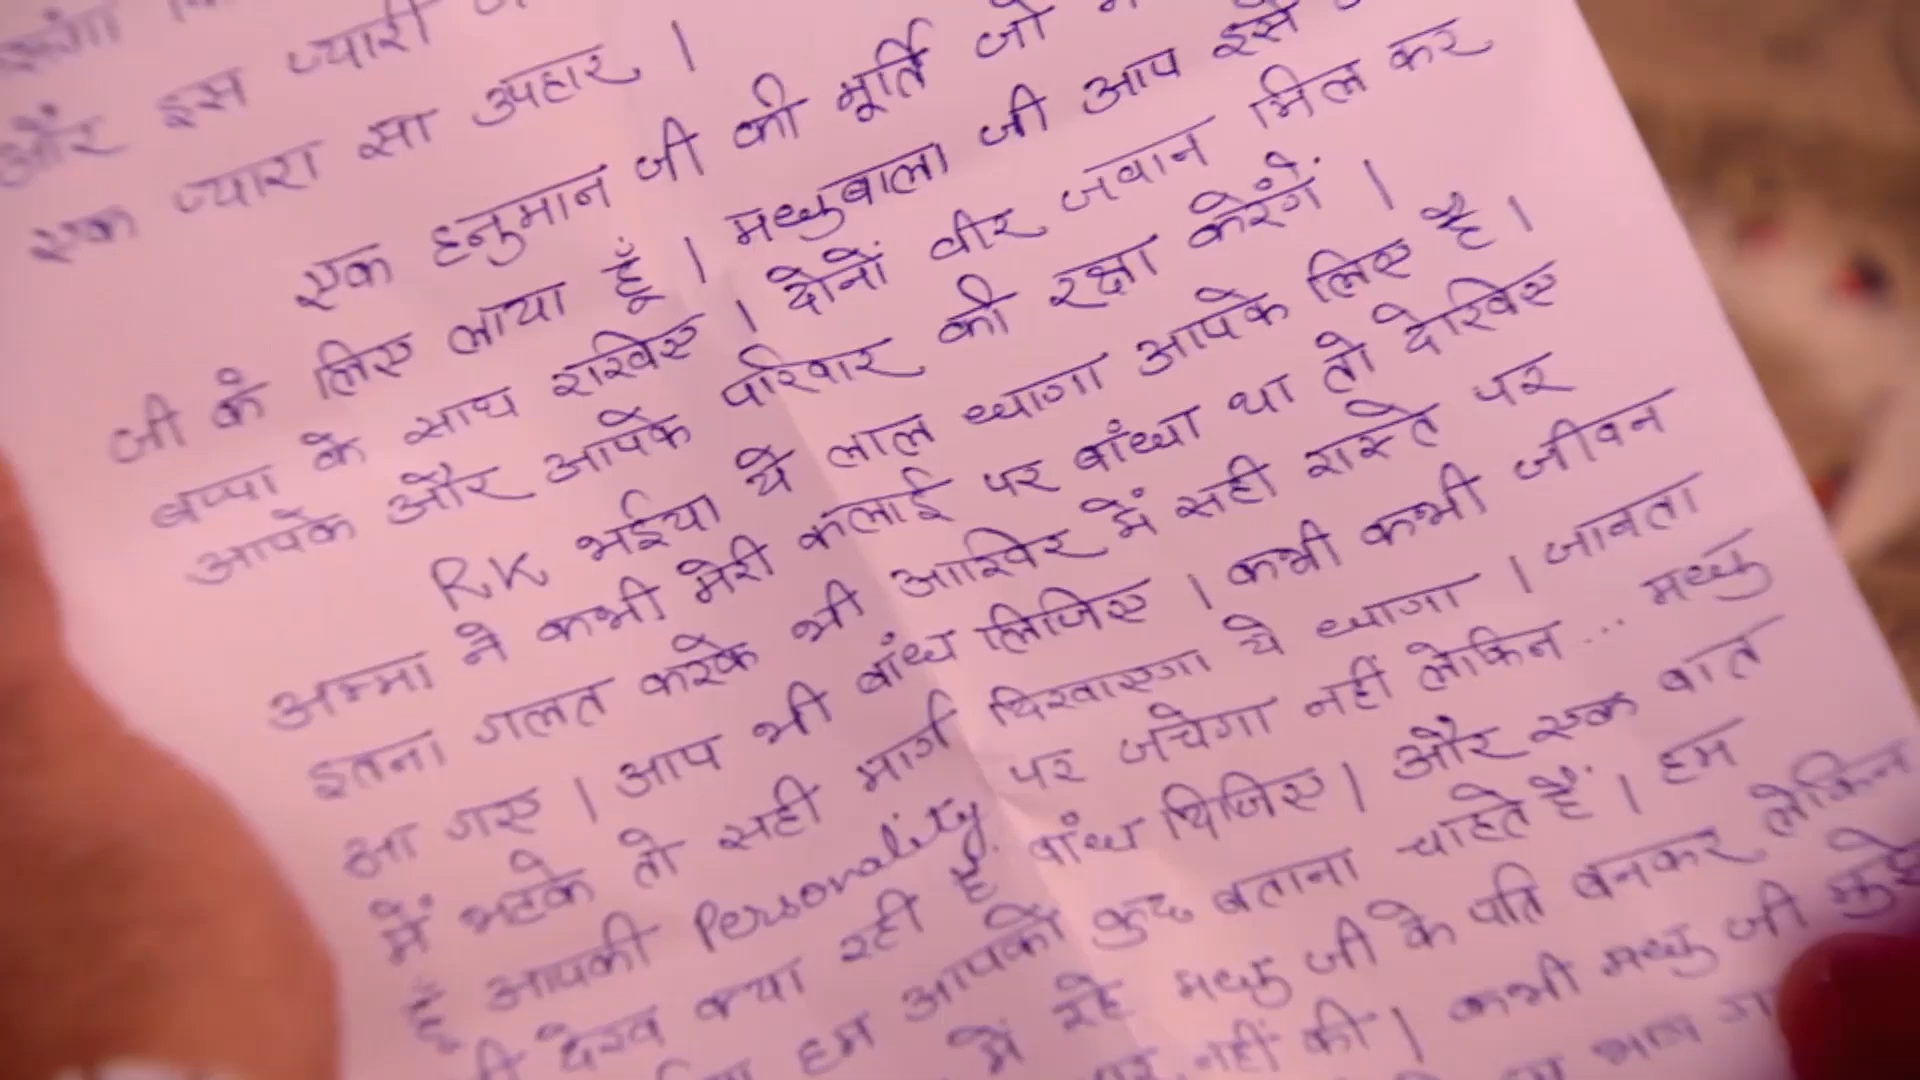 और इस प्यारी
एक प्यारा सा उपहार ।
एक हनुमान जी की मूर्ति जो
जी के लिए लाया हूँ । मधुबाला जी आप इसे
बप्पा के साथ राखिए । दोनों वीर जवान मिल कर
आपके और आपके परिवार की रक्षा करेंगे ।
RK भईया ये लाल धागा आपके लिए है ।
अम्मा ने कभी मेरी कलाई पर बांधा था तो देखिए
इतना गलत करके भी आखिर में सही रास्ते पर
आ गए । आप भी बांध लिजिए । कभी कभी जीवन
में भटके तो सही मार्ग दिखाएगा ये धागा । जानता
हूँ आपकी Personality पर जंचेगा नहीं लेकिन... मधु
देख क्या रही है बांध दिजिए । और एक बात
हम आपको कुछ बताना चाहते हैं । हम
में रहे मधु जी के पति बनकर लेकिन
नहीं की । कभी मधु जी मुझे